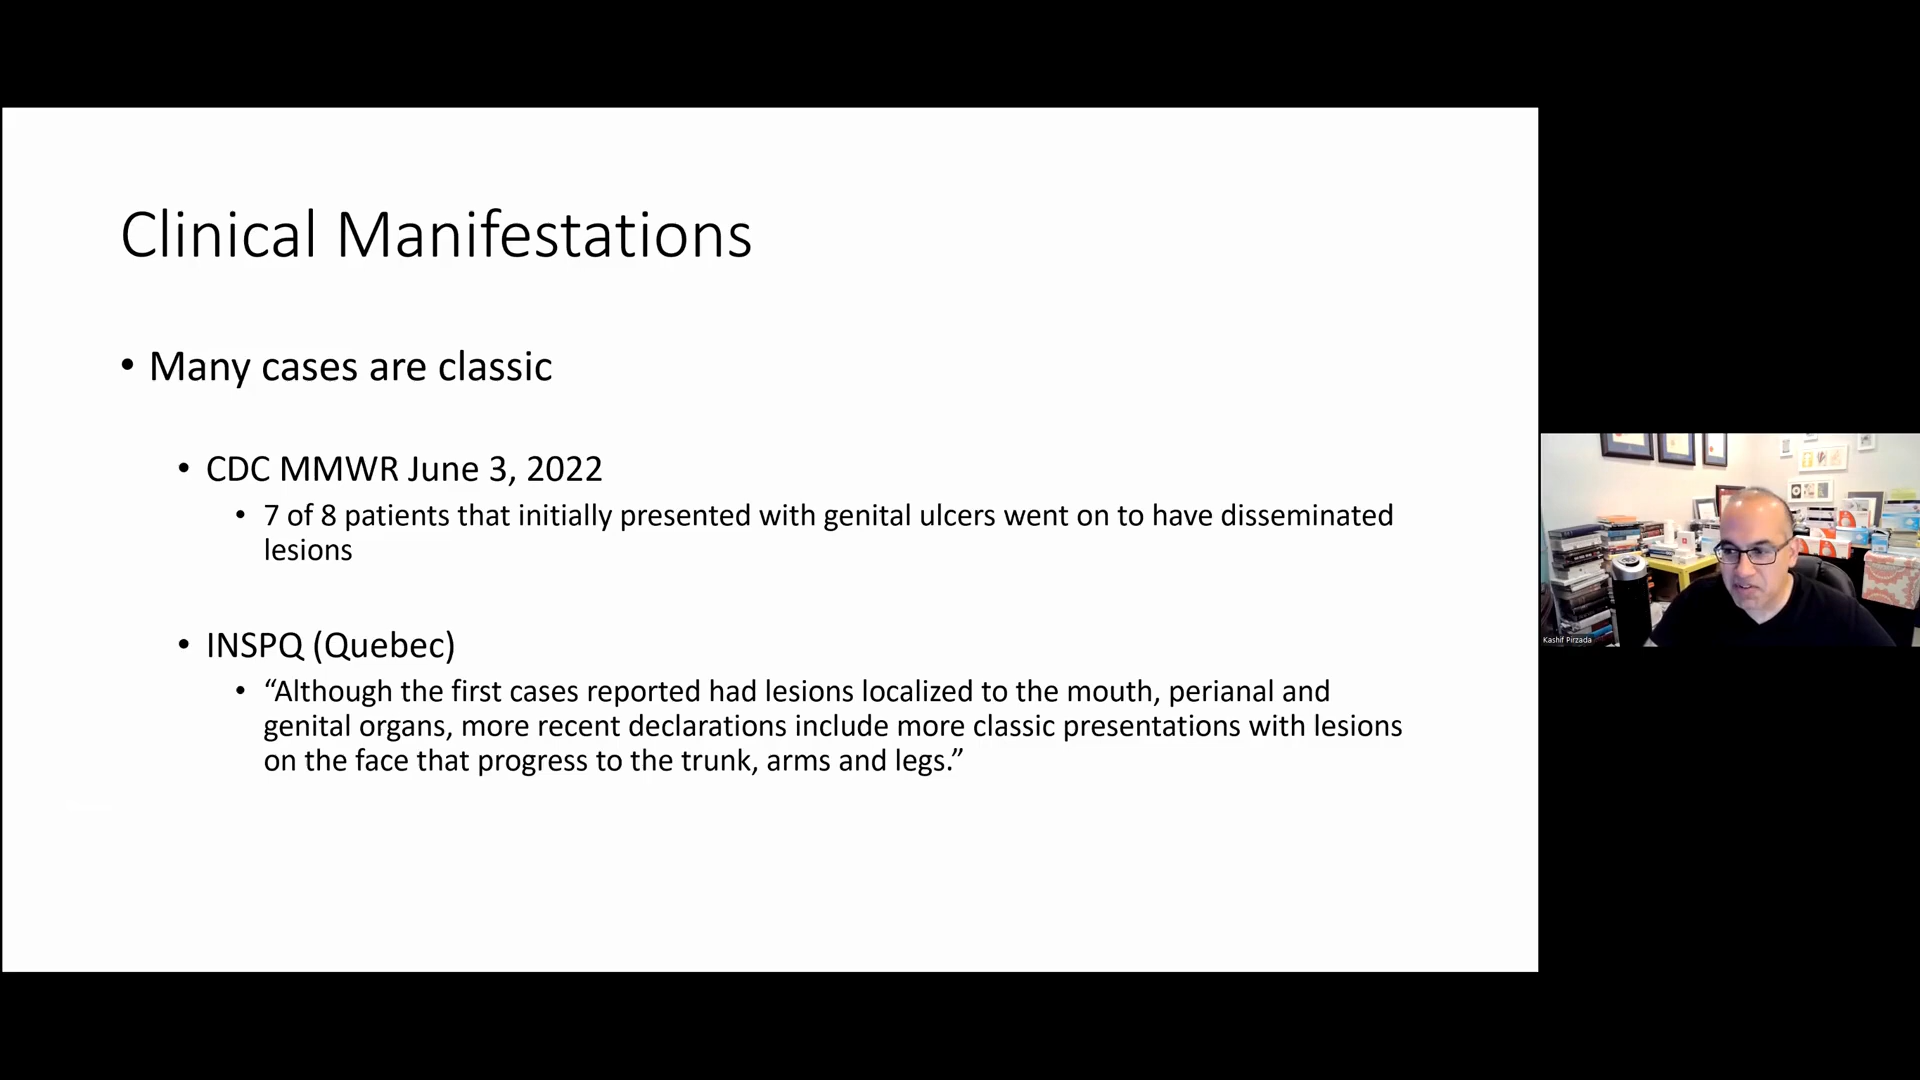 Clinical Manifestations
• Many cases are classic
• CDC MMWR June 3, 2022
• 7 of 8 patients that initially presented with genital ulcers went on to have disseminated
lesions
• INSPQ (Quebec)
• “Although the first cases reported had lesions localized to the mouth, perianal and
genital organs, more recent declarations include more classic presentations with lesions
on the face that progress to the trunk, arms and legs.”
Kashif Pirzada